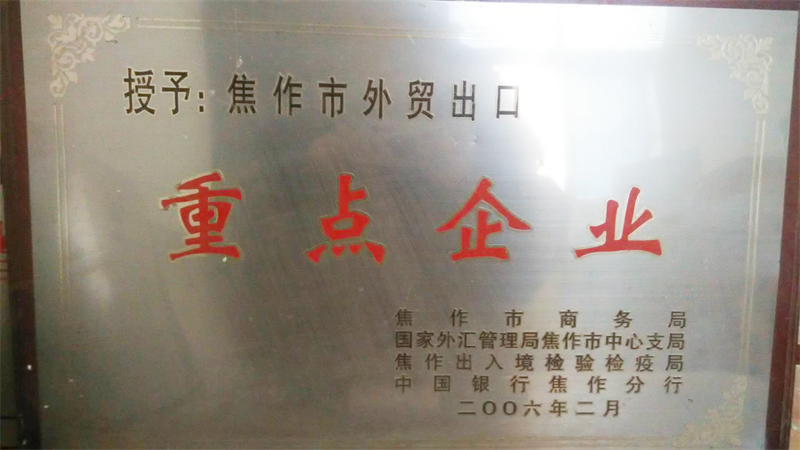 授予：焦作市外贸出口
重点企业
焦作市商务局
国家外汇管理局焦作市中心支局
焦作出入境检验检疫局
中国银行焦作分行
二〇〇六年二月